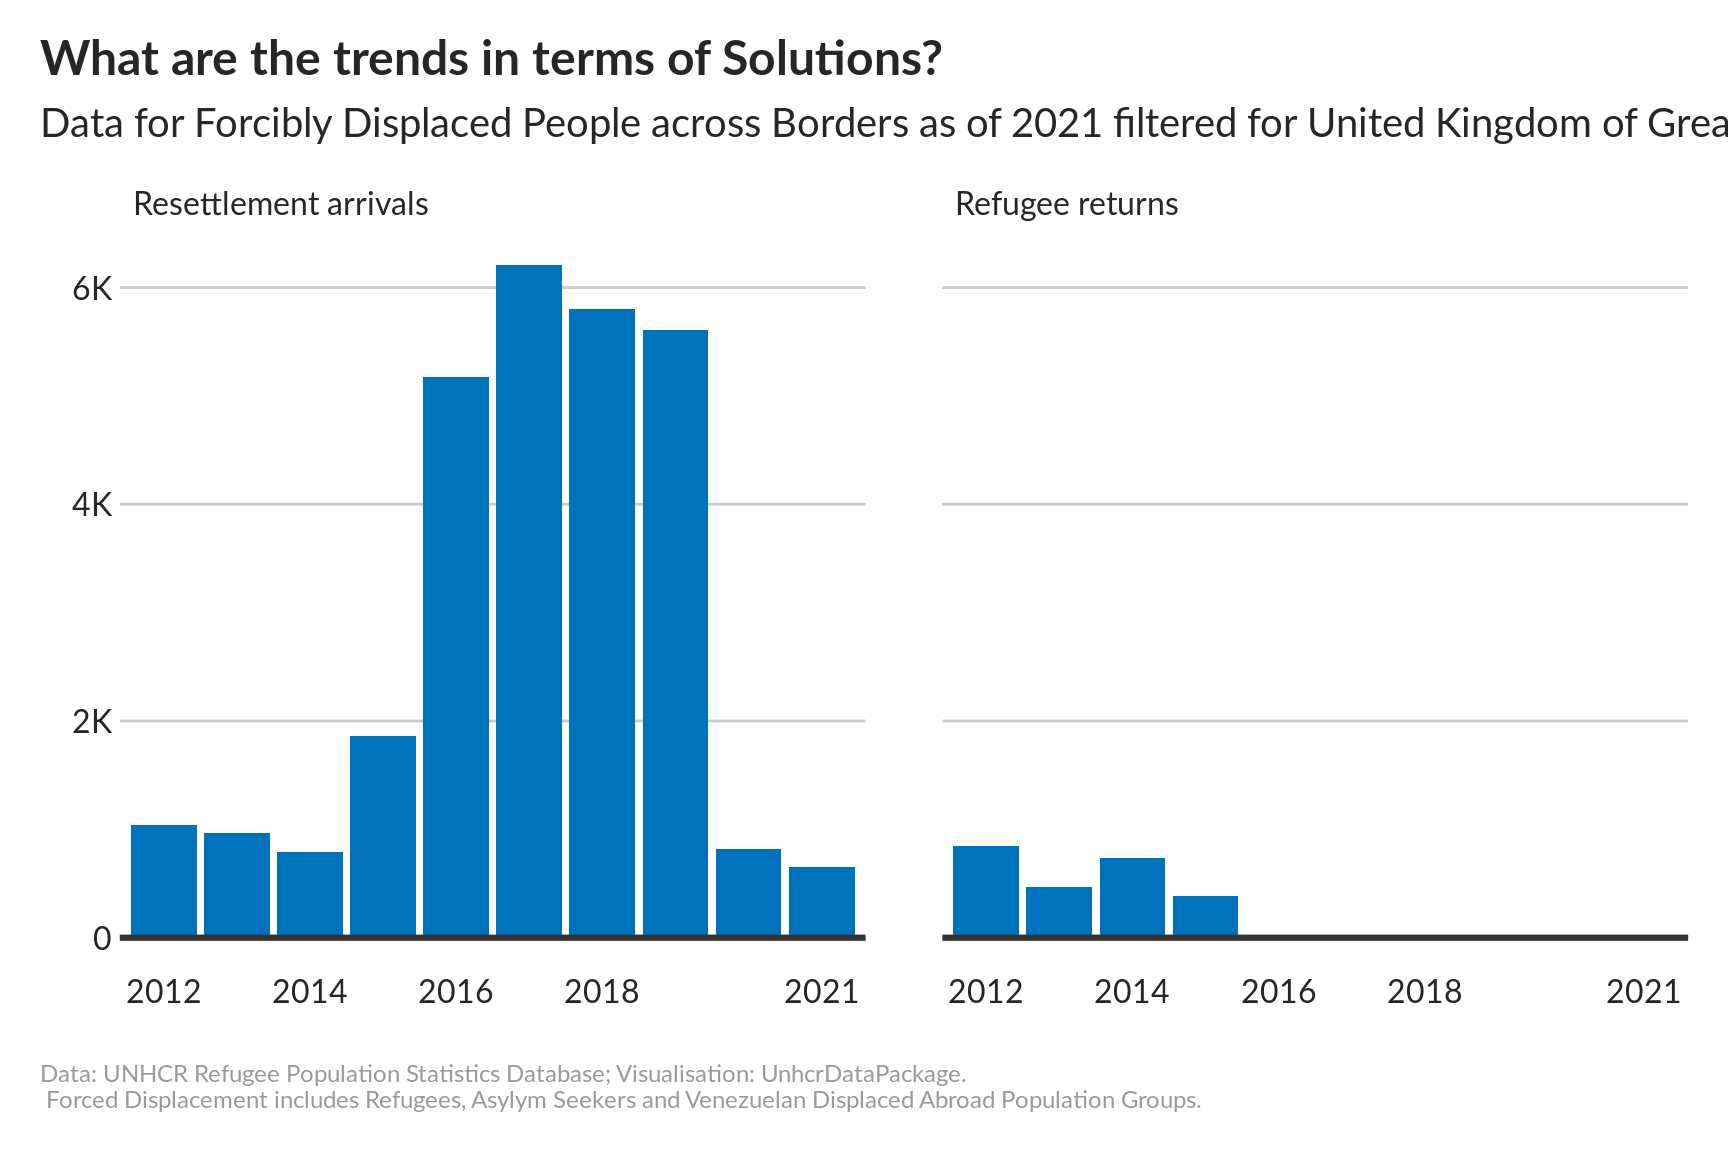 What are the trends in terms of Solutions?
Data for Forcibly Displaced People across Borders as of 2021 filtered for United Kingdom of Grea
Resettlement arrivals
Refugee returns
6K
4K
2K
0
2012 2014 2016 2018 2021
2012 2014 2016 2018 2021
Data: UNHCR Refugee Population Statistics Database; Visualisation: UnhcrDataPackage.
Forced Displacement includes Refugees, Asylym Seekers and Venezuelan Displaced Abroad Population Groups.